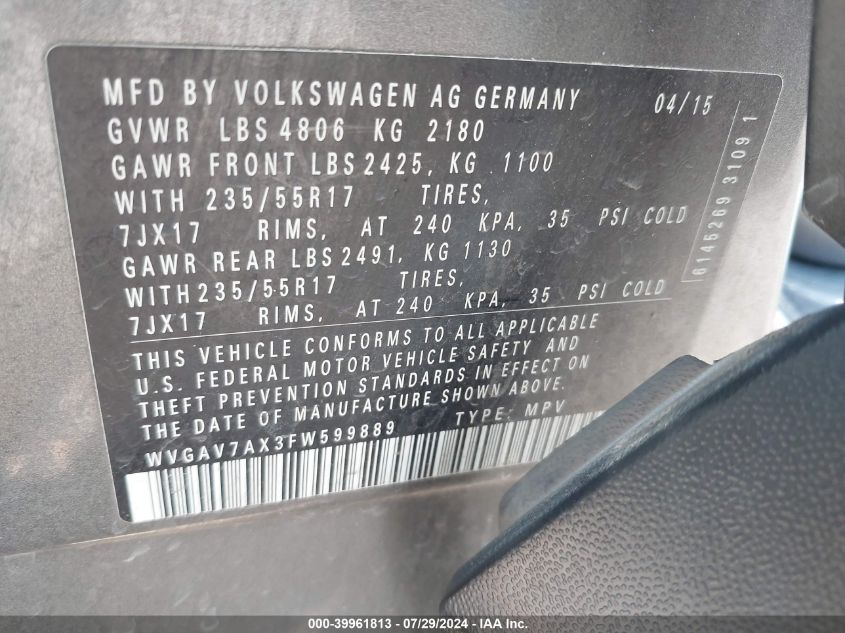 MFD BY VOLKSWAGEN AG GERMANY 04/15
GVWR LBS 4806 KG 2180
GAWR FRONT LBS 2425, KG 1100
WITH 235/55R17 TIRES,
7JX17 RIMS, AT 240 KPA, 35 PSI COLD
GAWR REAR LBS 2491, KG 1130
WITH 235/55R17 TIRES,
7JX17 RIMS, AT 240 KPA, 35 PSI COLD
6145269 3109 1
THIS VEHICLE CONFORMS TO ALL APPLICABLE
U.S. FEDERAL MOTOR VEHICLE SAFETY AND
THEFT PREVENTION STANDARDS IN EFFECT ON
THE DATE OF MANUFACTURE SHOWN ABOVE.
WVGAV7AX3FW599889 TYPE: MPV
000-39961813 / 07/29/2024 - IAA Inc.